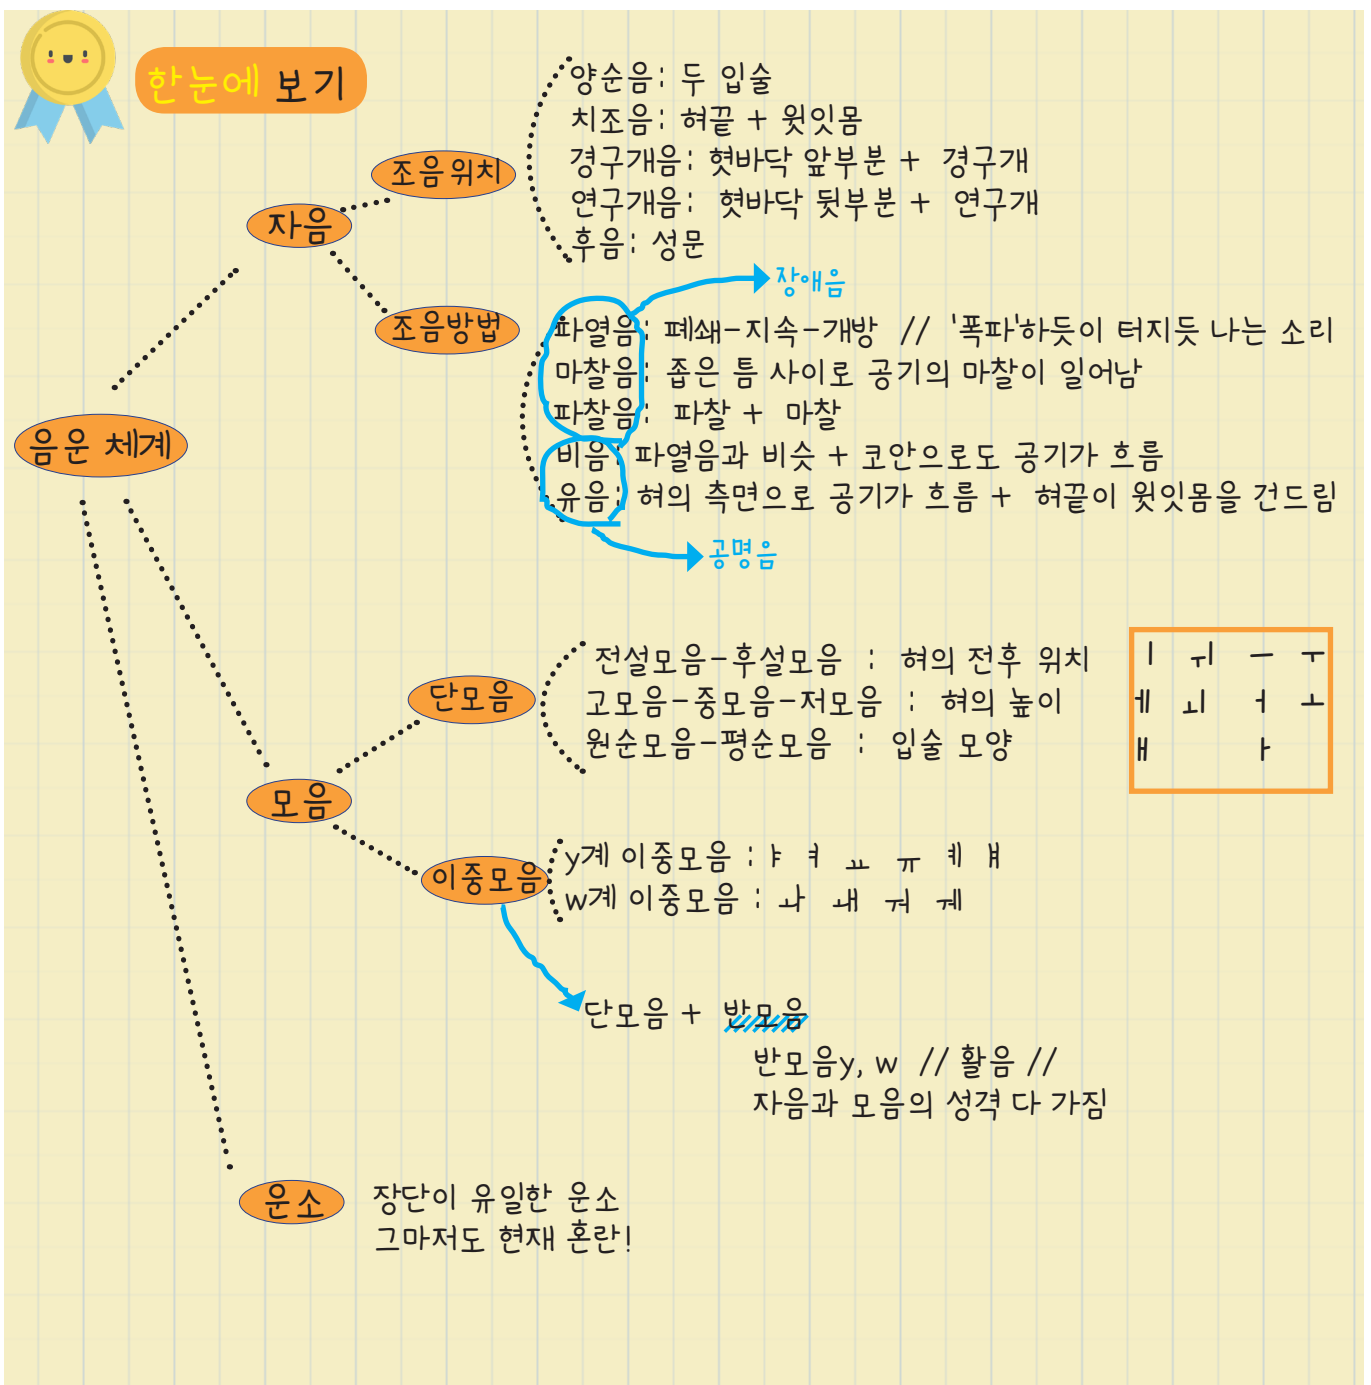 한눈에 보기
음운 체계
자음
조음위치
양순음: 두 입술
치조음: 혀끝 + 윗잇몸
경구개음: 혓바닥 앞부분 + 경구개
연구개음: 혓바닥 뒷부분 + 연구개
후음: 성문
조음방법
장애음
파열음: 폐쇄-지속-개방 // '폭파'하듯이 터지듯 나는 소리
마찰음: 좁은 틈 사이로 공기의 마찰이 일어남
파찰음: 파찰 + 마찰
비음: 파열음과 비슷 + 코안으로도 공기가 흐름
유음: 혀의 측면으로 공기가 흐름 + 혀끝이 윗잇몸을 건드림
공명음
모음
단모음
전설모음-후설모음 : 혀의 전후 위치
고모음-중모음-저모음 : 혀의 높이
원순모음-평순모음 : 입술 모양
ㅣ ㅟ ㅡ ㅜ
ㅔ ㅚ ㅓ ㅗ
ㅐ ㅏ
이중모음
y계 이중모음 : ㅑ ㅕ ㅛ ㅠ ㅖ ㅒ
w계 이중모음 : ㅘ ㅙ ㅝ ㅞ
단모음 + 반모음
반모음y, w // 활음 //
자음과 모음의 성격 다 가짐
운소
장단이 유일한 운소
그마저도 현재 혼란!